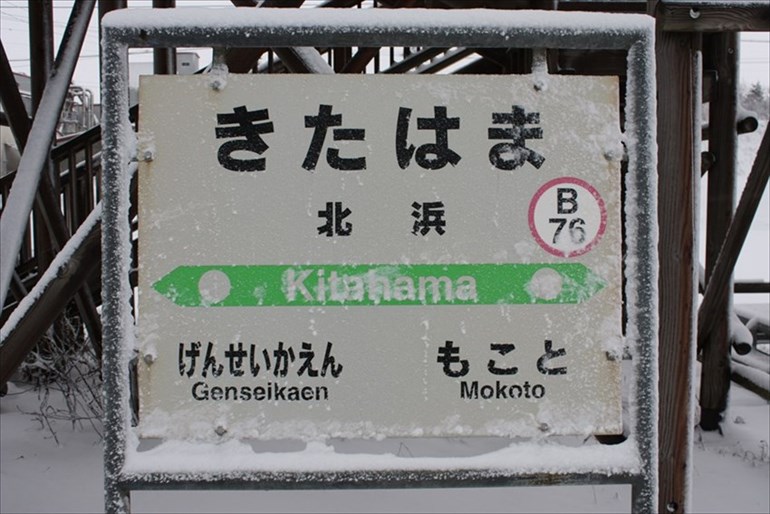 きたはま
北浜
B
76
Kitahama
げんせいかえん もこと
Genseikaen Mokoto